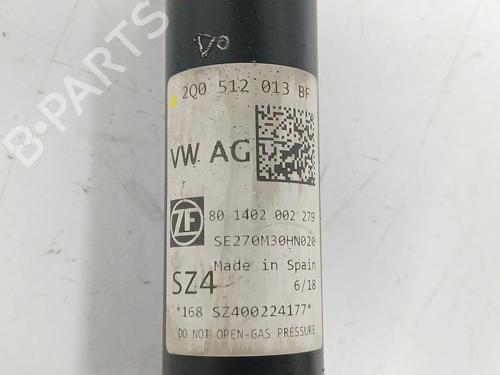 DO
2Q0 512 013 BF
VW AG
ZF
80 1402 002 279
SE270M30HN020
Made in Spain
SZ4
6/18
*168 SZ400224177*
DO NOT OPEN-GAS PRESSURE
B-PARTS